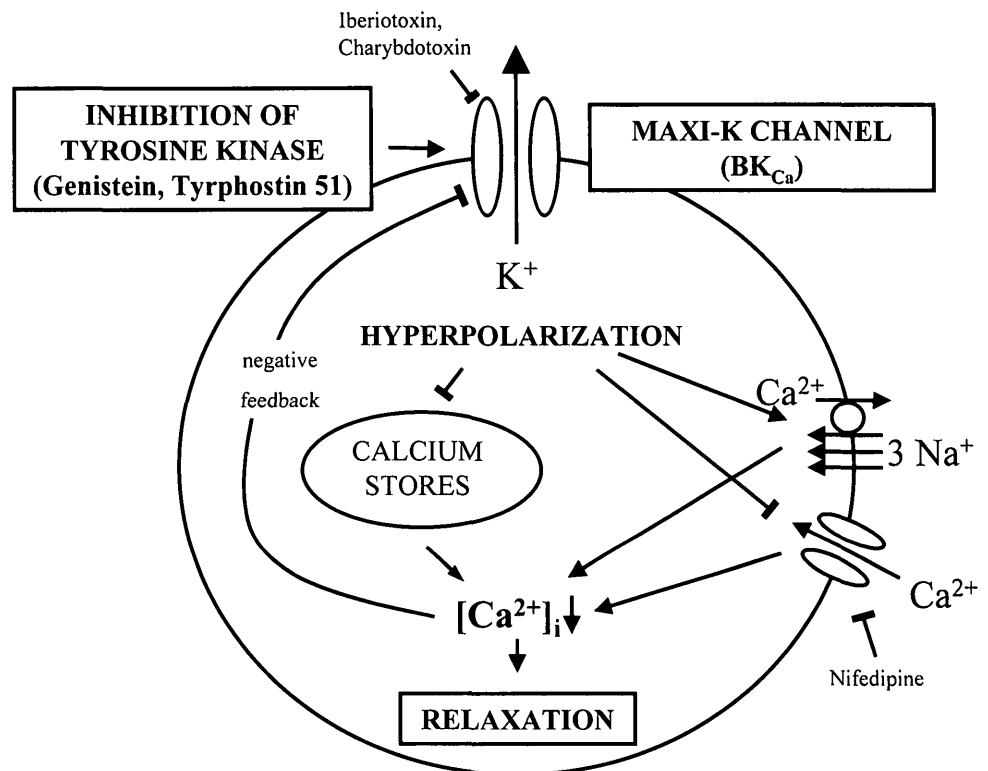 Iberiotoxin,
Charybdotoxin
INHIBITION OF
TYROSINE KINASE
(Genistein, Tyrphostin 51)
MAXI-K CHANNEL
(BK_Ca)
K⁺
HYPERPOLARIZATION
negative
feedback
Ca²⁺
3 Na⁺
CALCIUM
STORES
Ca²⁺
[Ca²⁺]ᵢ
Nifedipine
RELAXATION